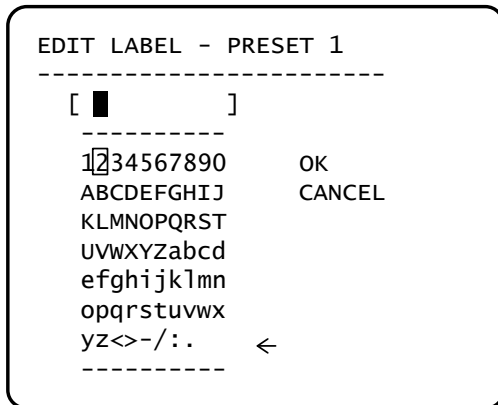 EDIT LABEL - PRESET 1
------------------------
[ █ ]
----------
1234567890 OK
ABCDEFGHIJ CANCEL
KLMNOPQRST
UVWXYZabcd
efghijklmn
opqrstuvwx
yz<>-/:. ←
----------